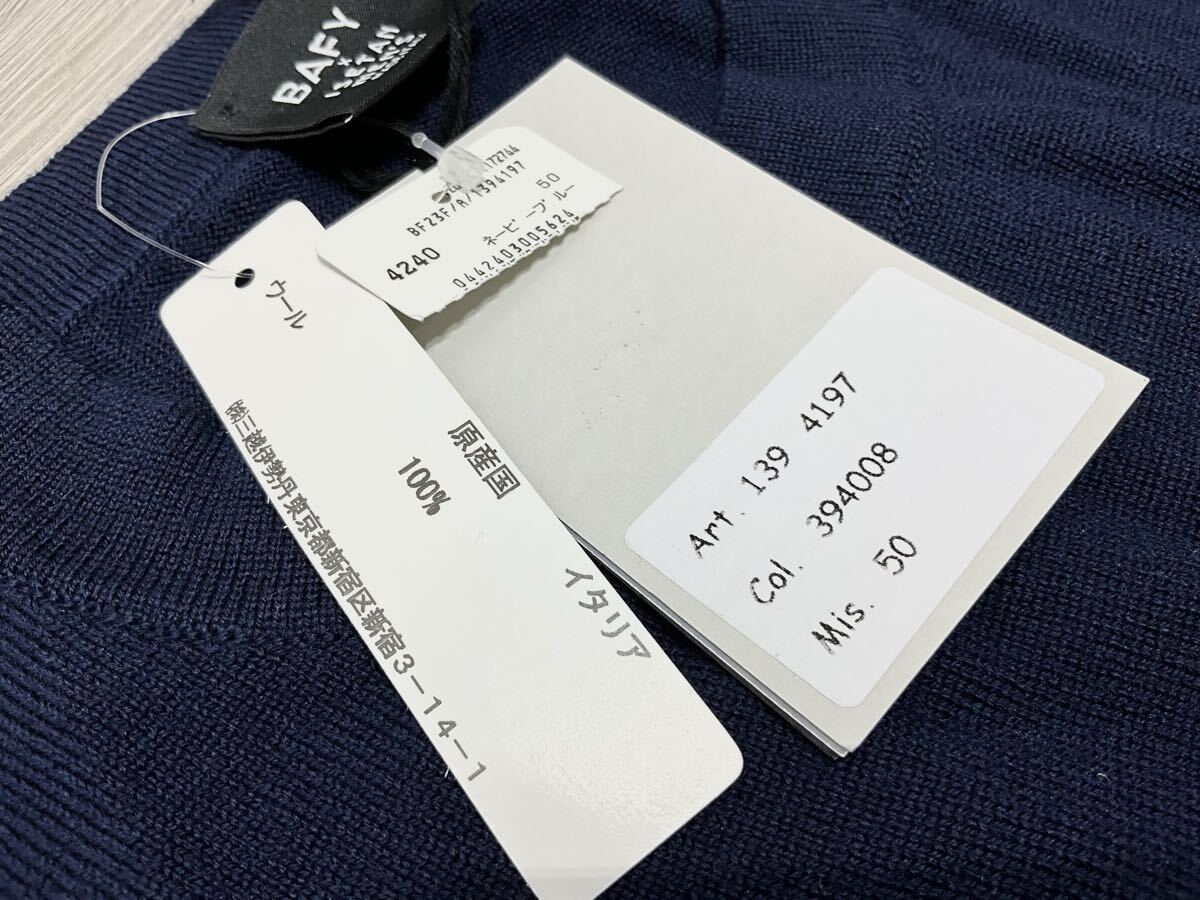 BAFY
×
ISETAN
MEN'S
BF23F/A/1394197
50
4240
ネービーブルー
0442403005624
ウール
原産国
100%
イタリア
㈱三越伊勢丹東京都新宿区新宿3-14-1
Art. 139 4197
Col. 394008
Mis. 50